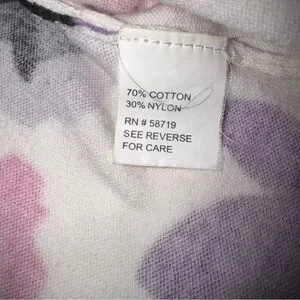 70% COTTON
30% NYLON
RN # 58719
SEE REVERSE
FOR CARE